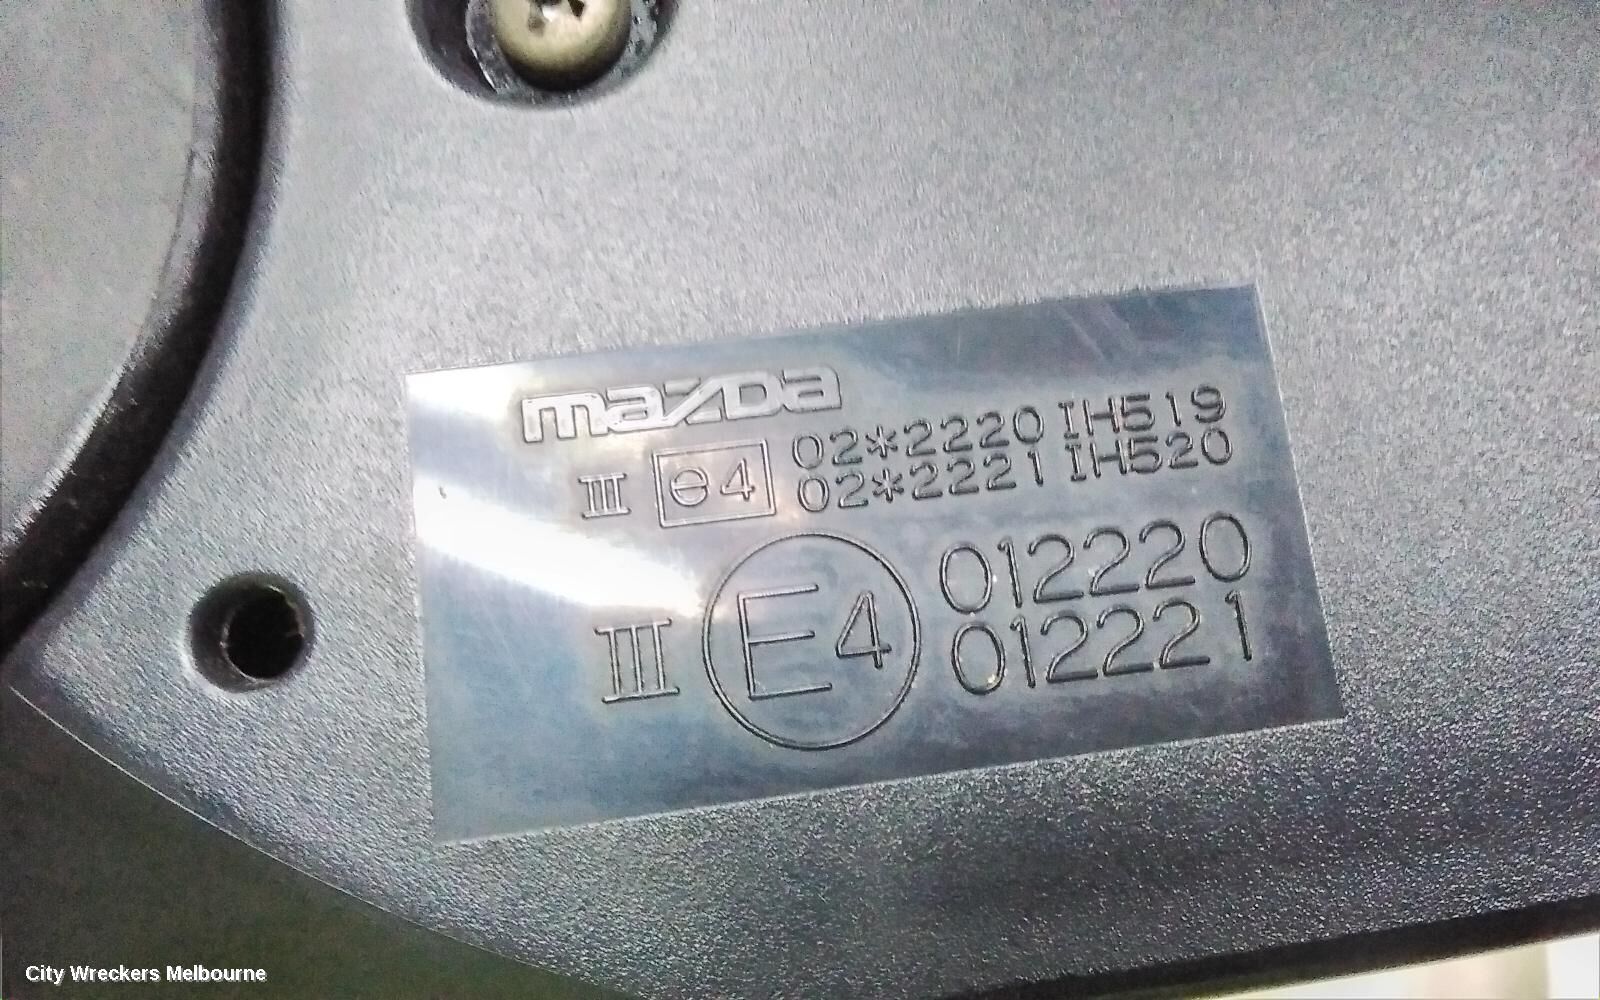 mazda
III e4 02*2220 IH519
02*2221 IH520
III E4 012220
012221
City Wreckers Melbourne